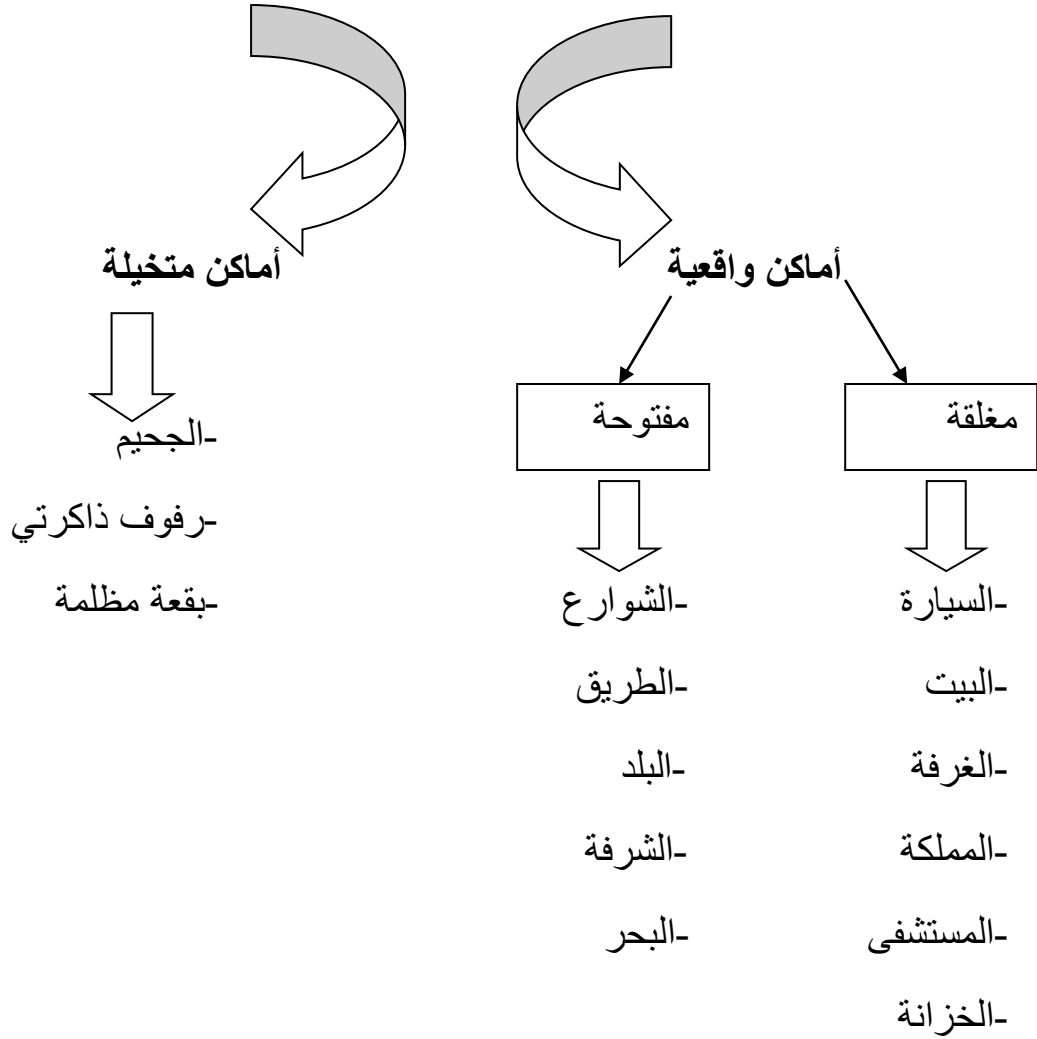 أماكن واقعية
أماكن متخيلة
مغلقة
-السيارة
-البيت
-الغرفة
-المملكة
-المستشفى
-الخزانة
مفتوحة
-الشوارع
-الطريق
-البلد
-الشرفة
-البحر
-الجحيم
-رفوف ذاكرتي
-بقعة مظلمة